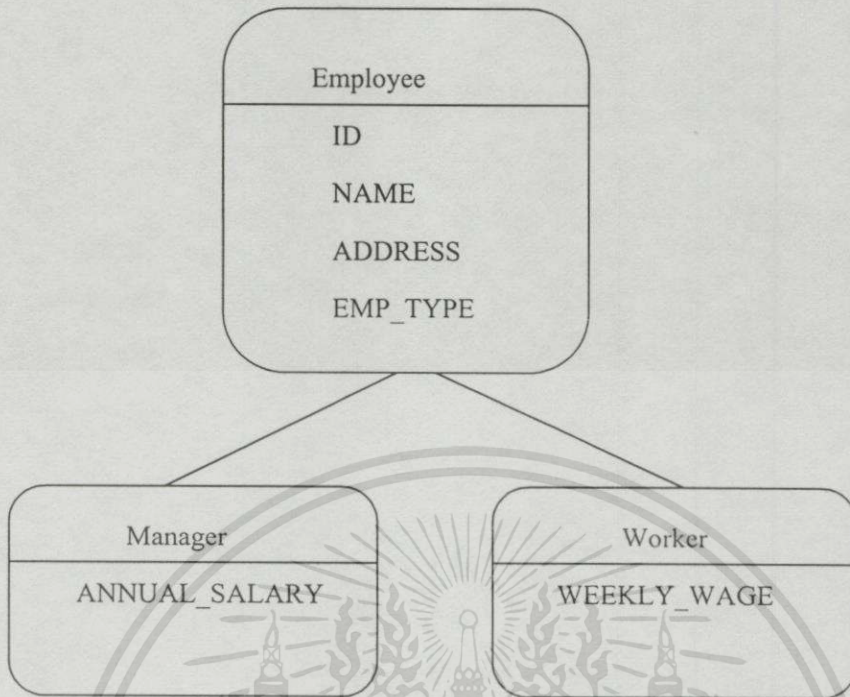 Employee
ID
NAME
ADDRESS
EMP_TYPE
Manager
ANNUAL_SALARY
Worker
WEEKLY_WAGE